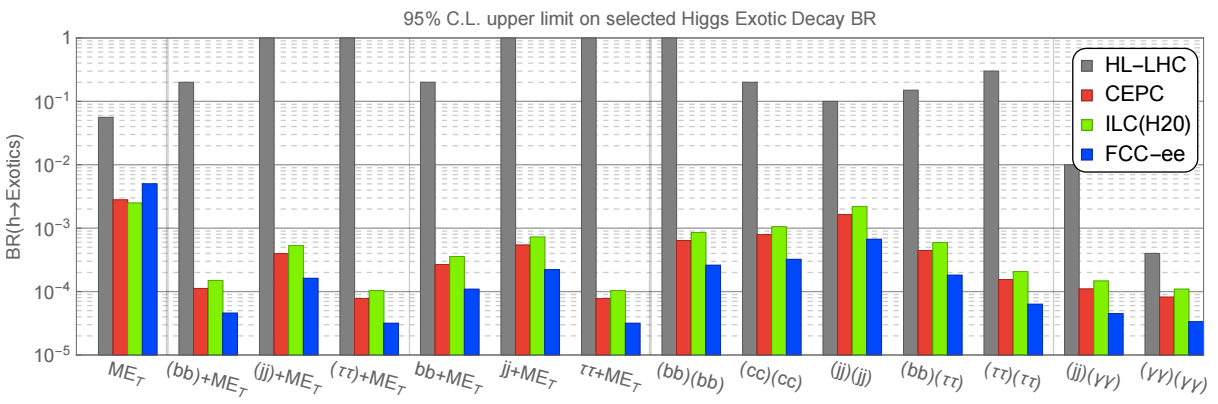 95% C.L. upper limit on selected Higgs Exotic Decay BR
BR(h→Exotics)
1
10⁻¹
10⁻²
10⁻³
10⁻⁴
10⁻⁵
HL-LHC
CEPC
ILC(H20)
FCC-ee
ME_T
(bb)+ME_T
(jj)+ME_T
(ττ)+ME_T
bb+ME_T
jj+ME_T
ττ+ME_T
(bb)(bb)
(cc)(cc)
(jj)(jj)
(bb)(ττ)
(ττ)(ττ)
(jj)(γγ)
(γγ)(γγ)